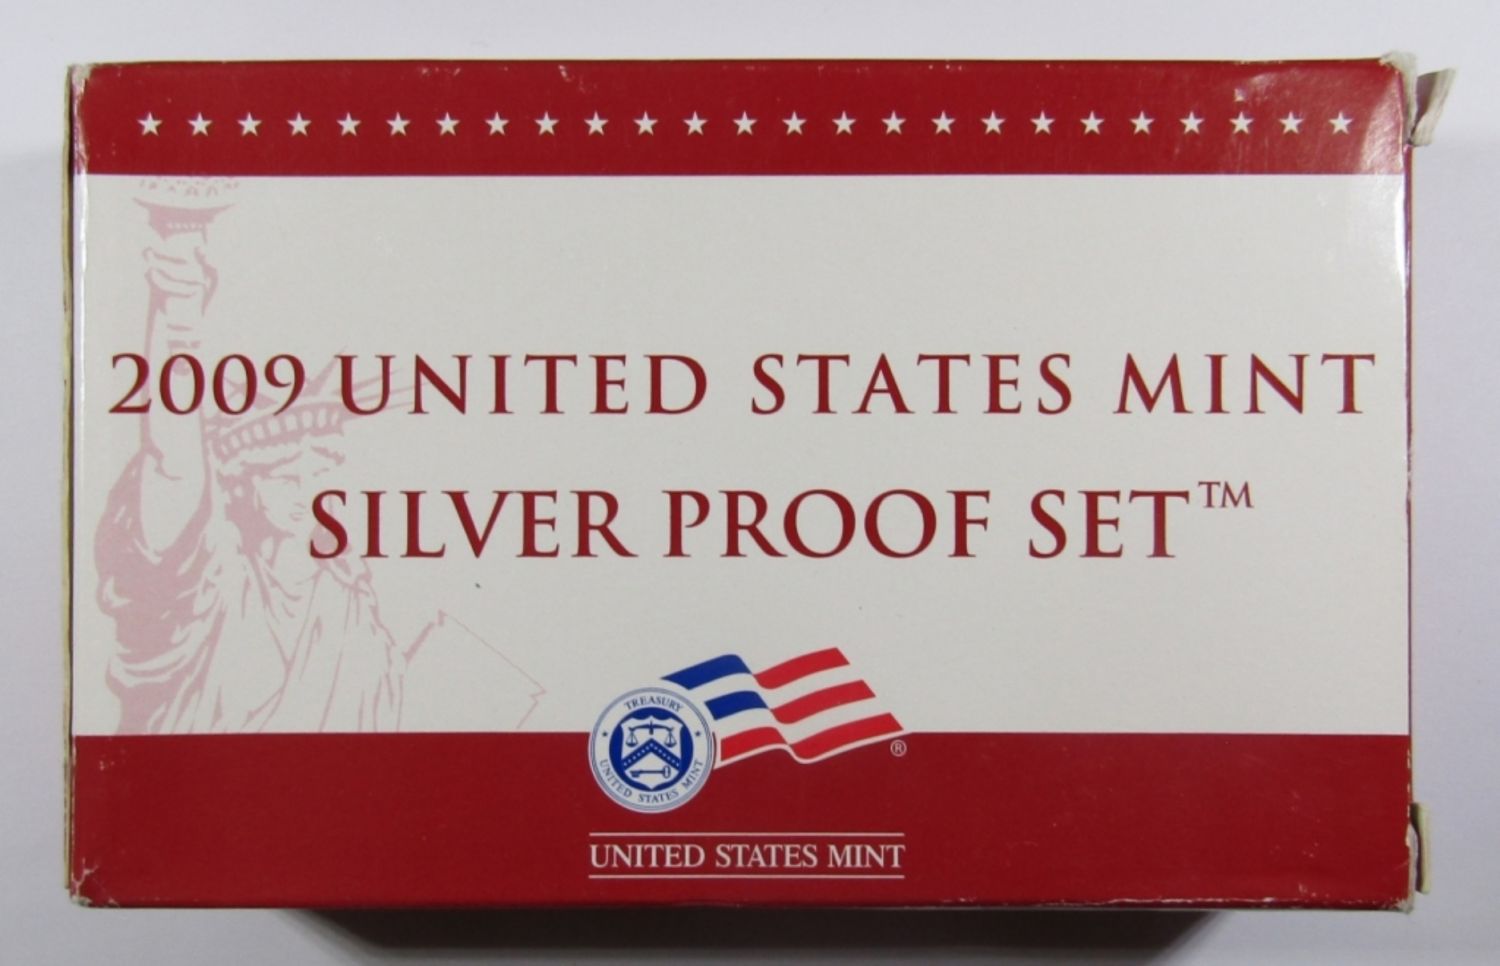 2009 UNITED STATES MINT
SILVER PROOF SET™
TREASURY
UNITED STATES MINT
®
UNITED STATES MINT